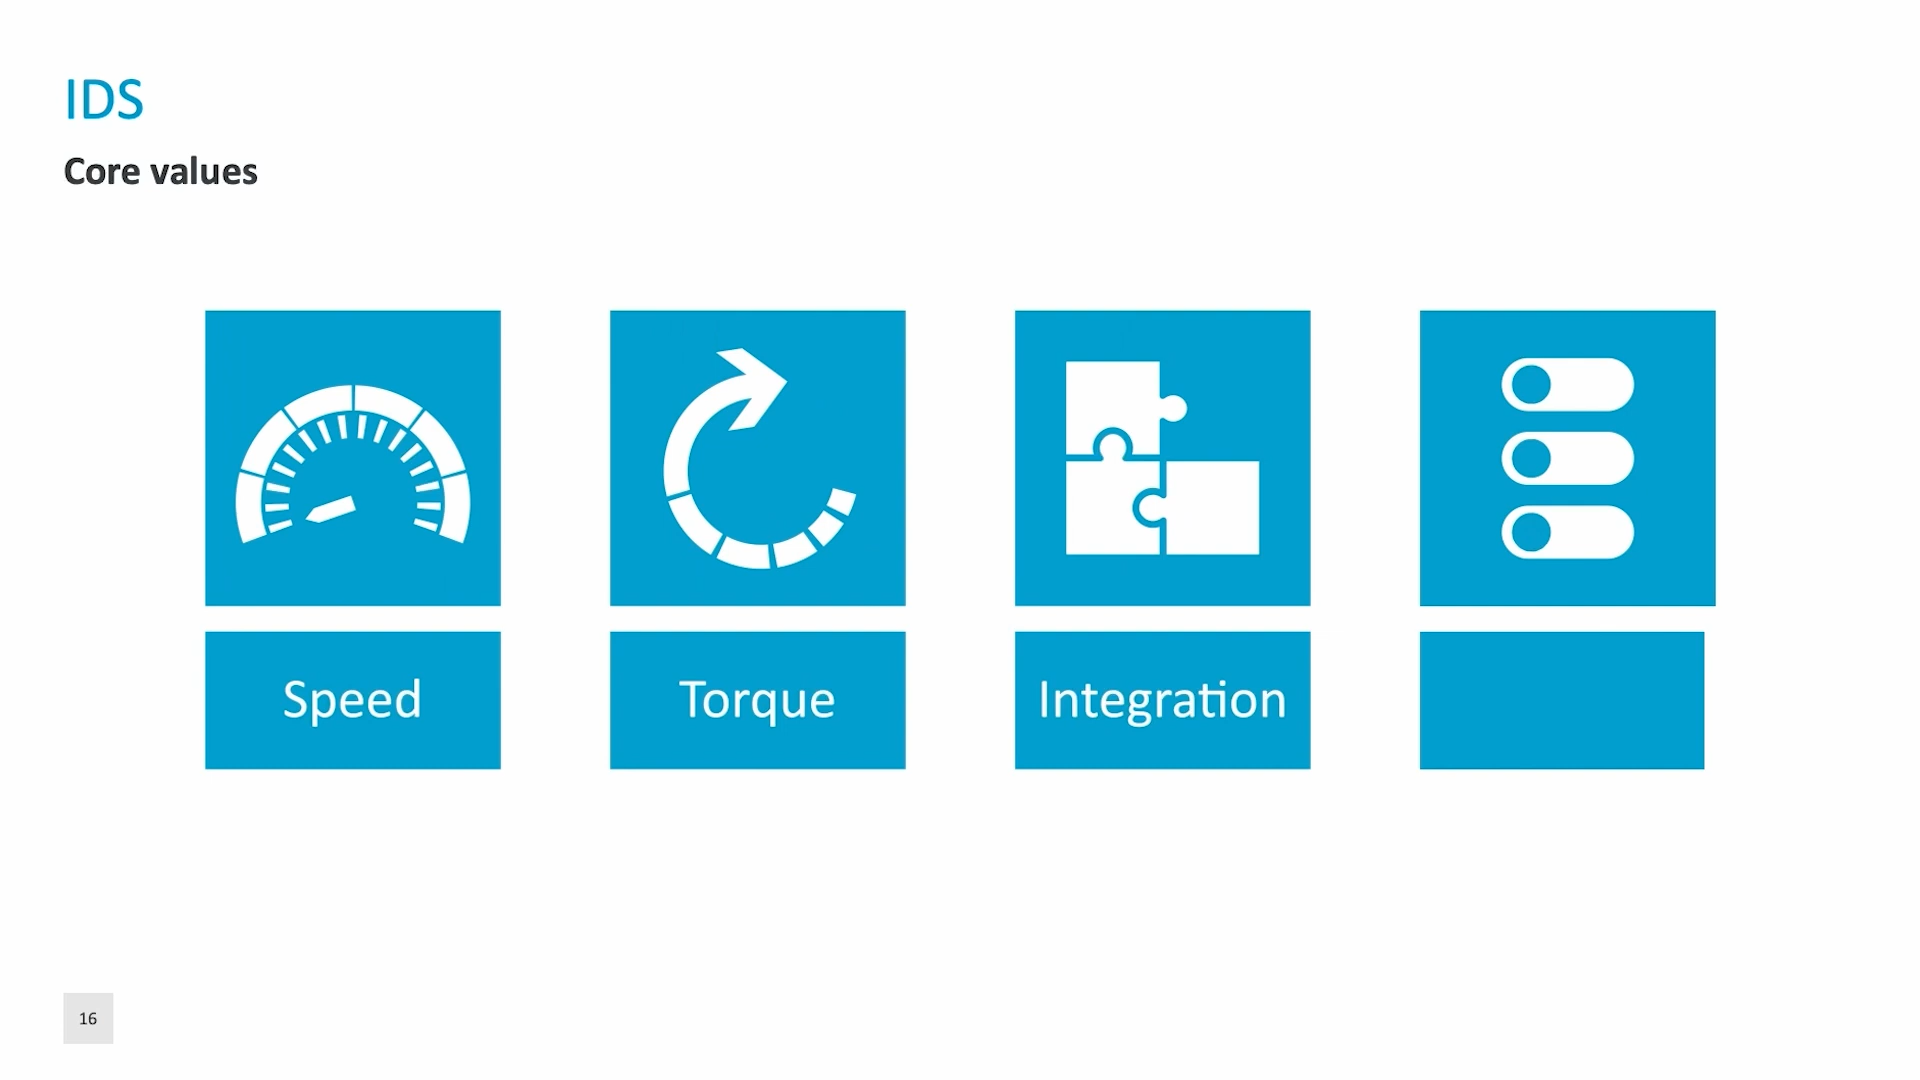 IDS
Core values
Speed
Torque
Integration
16